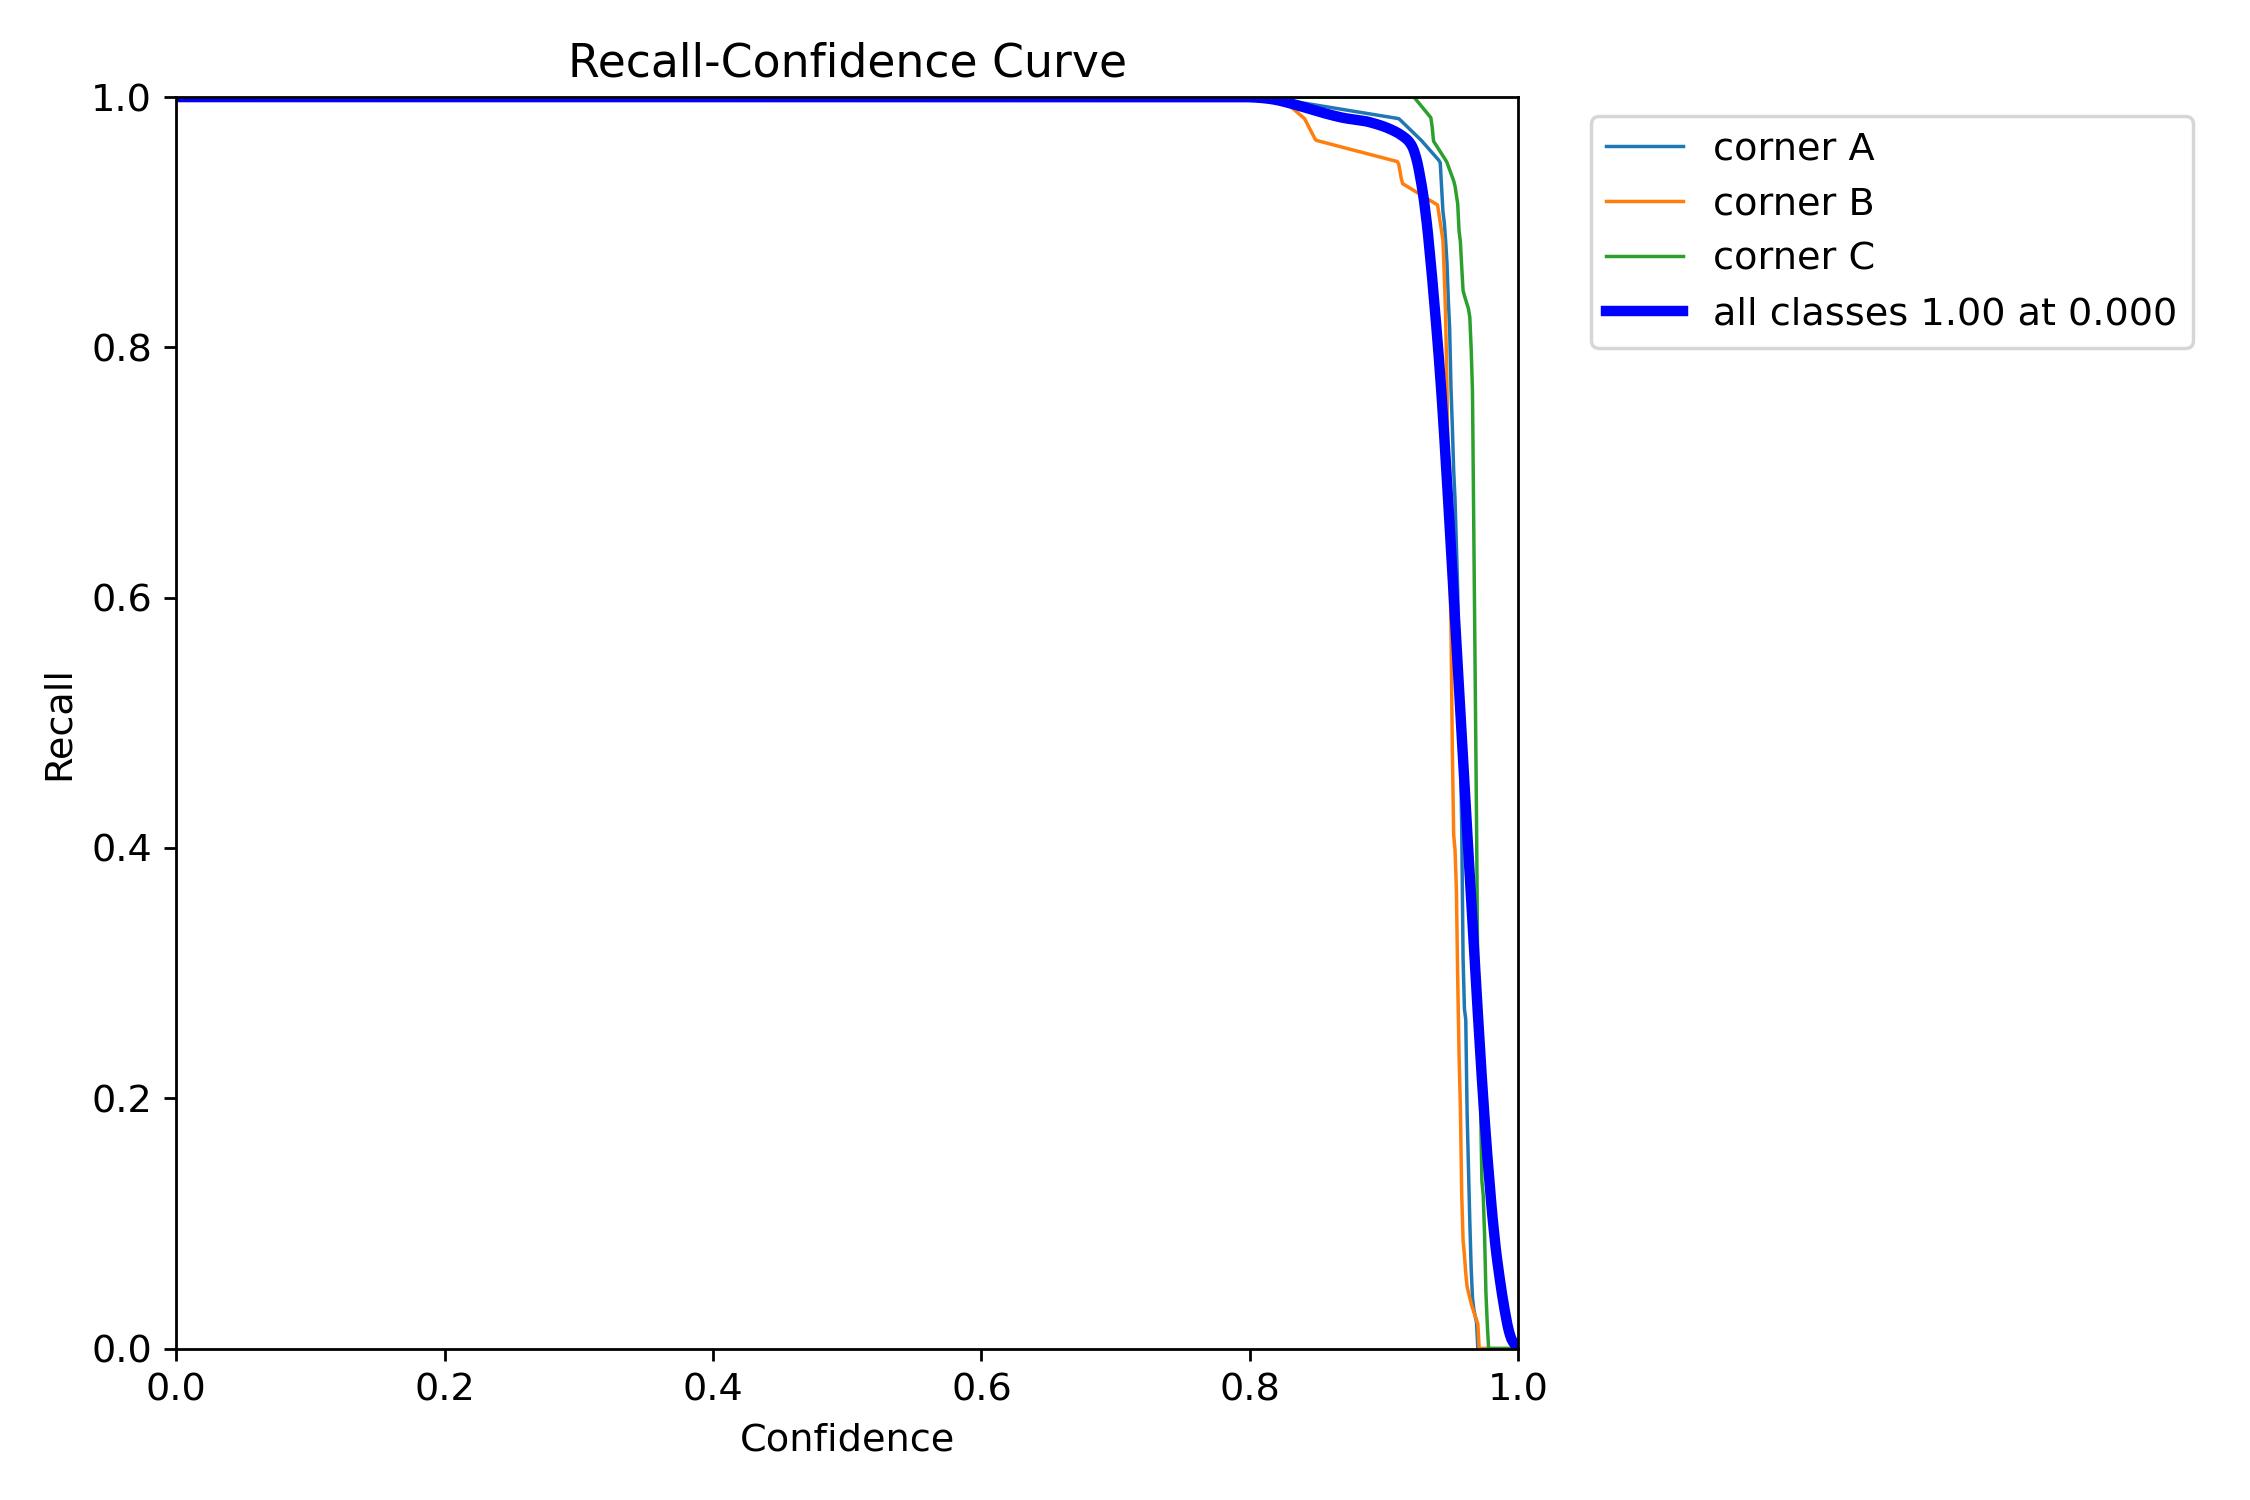 Recall-Confidence Curve
1.0
0.8
0.6
0.4
0.2
0.0
Recall
0.0 0.2 0.4 0.6 0.8 1.0
Confidence
corner A
corner B
corner C
all classes 1.00 at 0.000